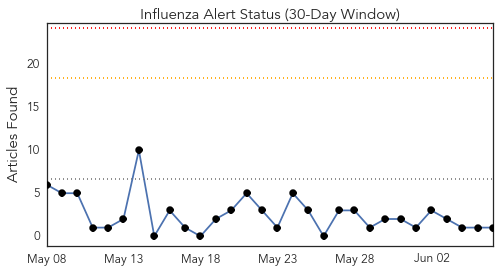 Influenza Alert Status (30-Day Window)
Articles Found
20
15
10
5
0
May 08 May 13 May 18 May 23 May 28 Jun 02